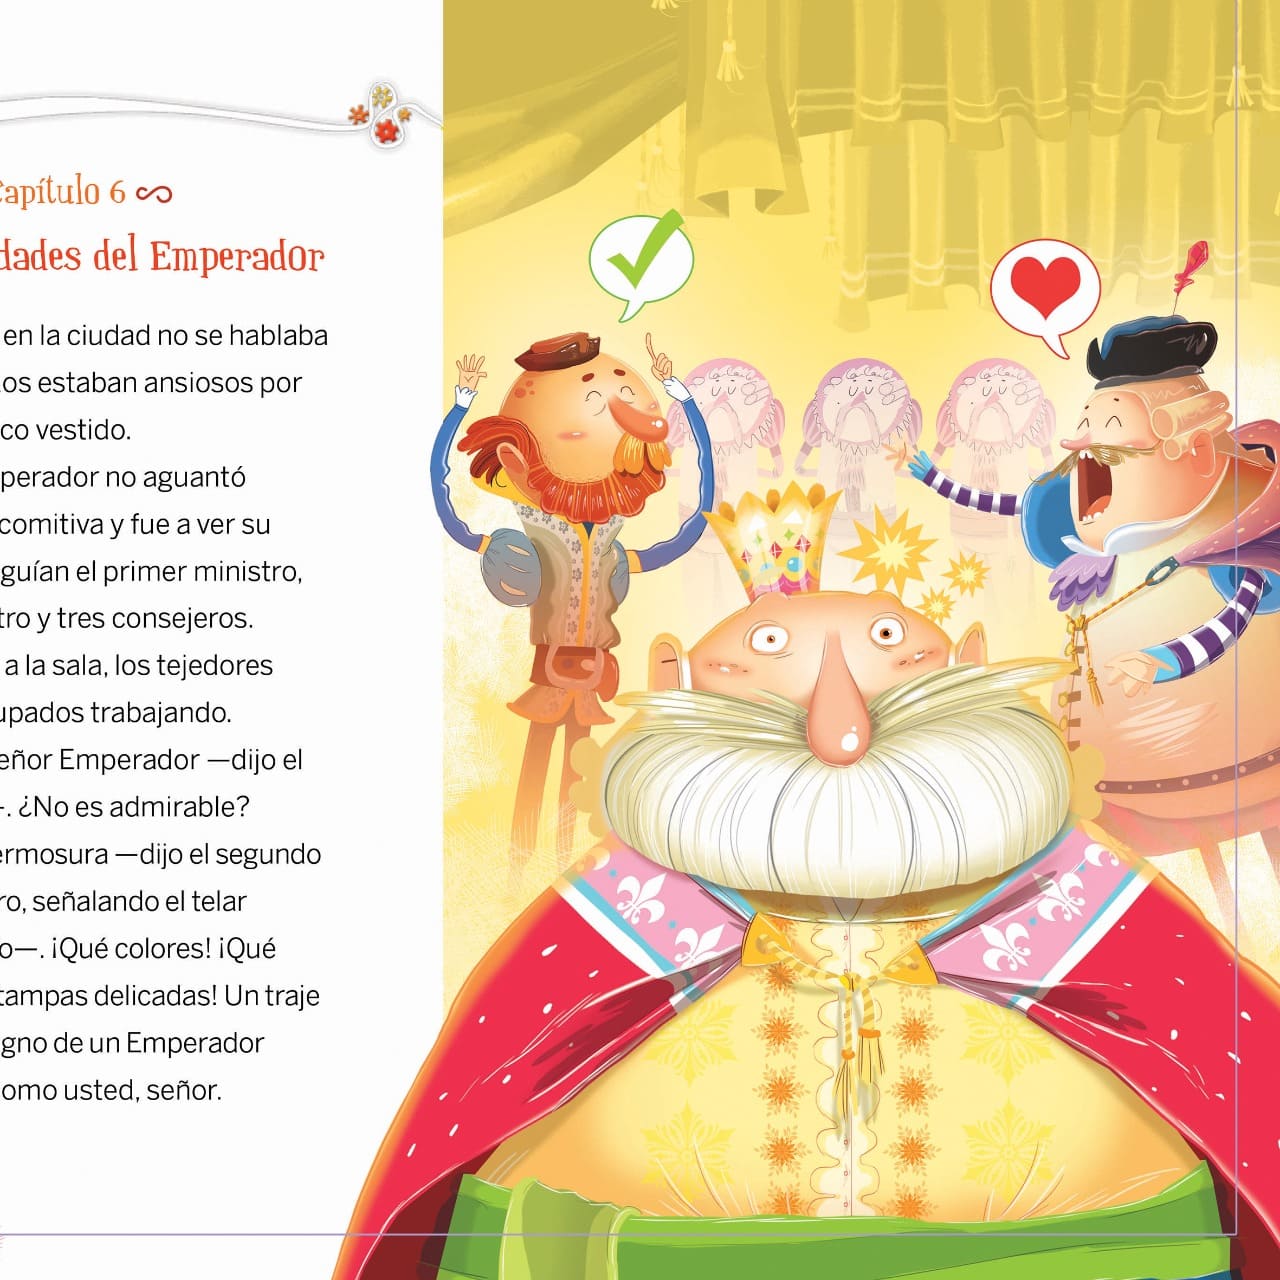 Capítulo 6
dades del Emperador
en la ciudad no se hablaba
os estaban ansiosos por
co vestido.
perador no aguantó
comitiva y fue a ver su
guían el primer ministro,
tro y tres consejeros.
a la sala, los tejedores
upados trabajando.
eñor Emperador —dijo el
—. ¿No es admirable?
ermosura —dijo el segundo
ro, señalando el telar
o—. ¡Qué colores! ¡Qué
tampas delicadas! Un traje
gno de un Emperador
omo usted, señor.